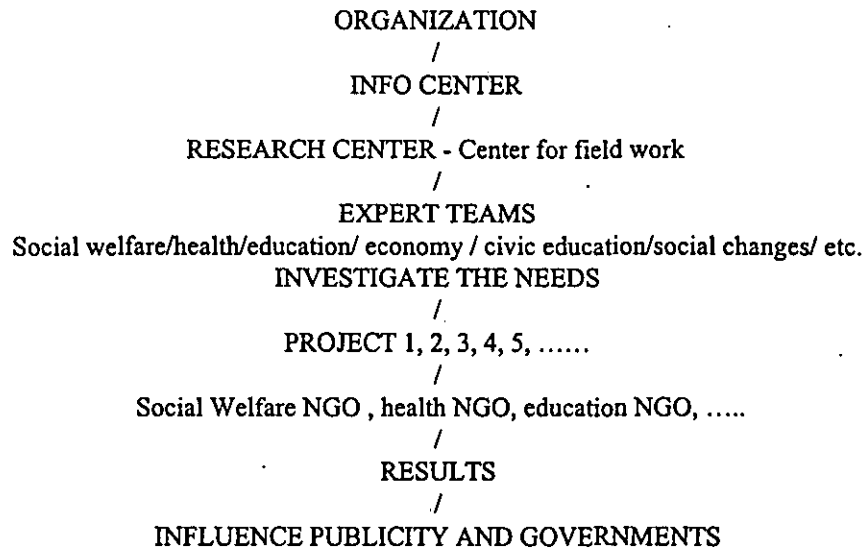 ORGANIZATION
/
INFO CENTER
/
RESEARCH CENTER - Center for field work
/
EXPERT TEAMS
Social welfare/health/education/ economy / civic education/social changes/ etc.
INVESTIGATE THE NEEDS
/
PROJECT 1, 2, 3, 4, 5, ……
/
Social Welfare NGO , health NGO, education NGO, …..
/
RESULTS
/
INFLUENCE PUBLICITY AND GOVERNMENTS